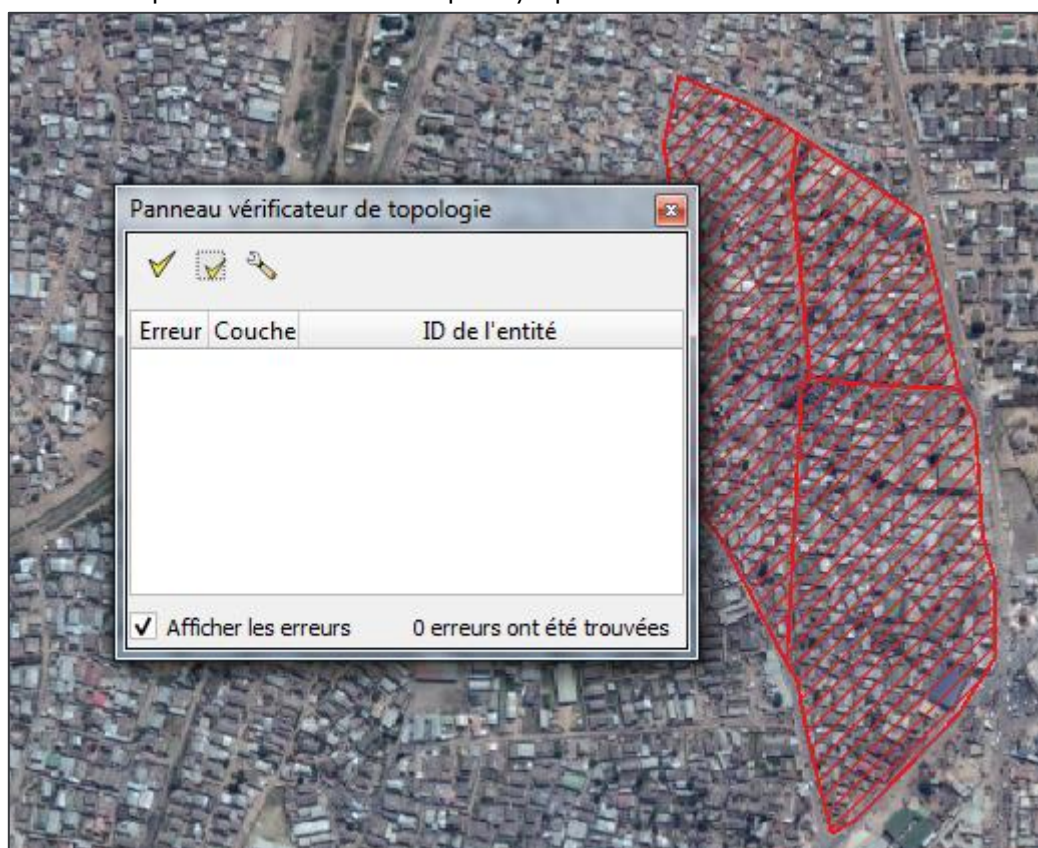 Panneau vérificateur de topologie
Erreur Couche ID de l'entité
Afficher les erreurs 0 erreurs ont été trouvées